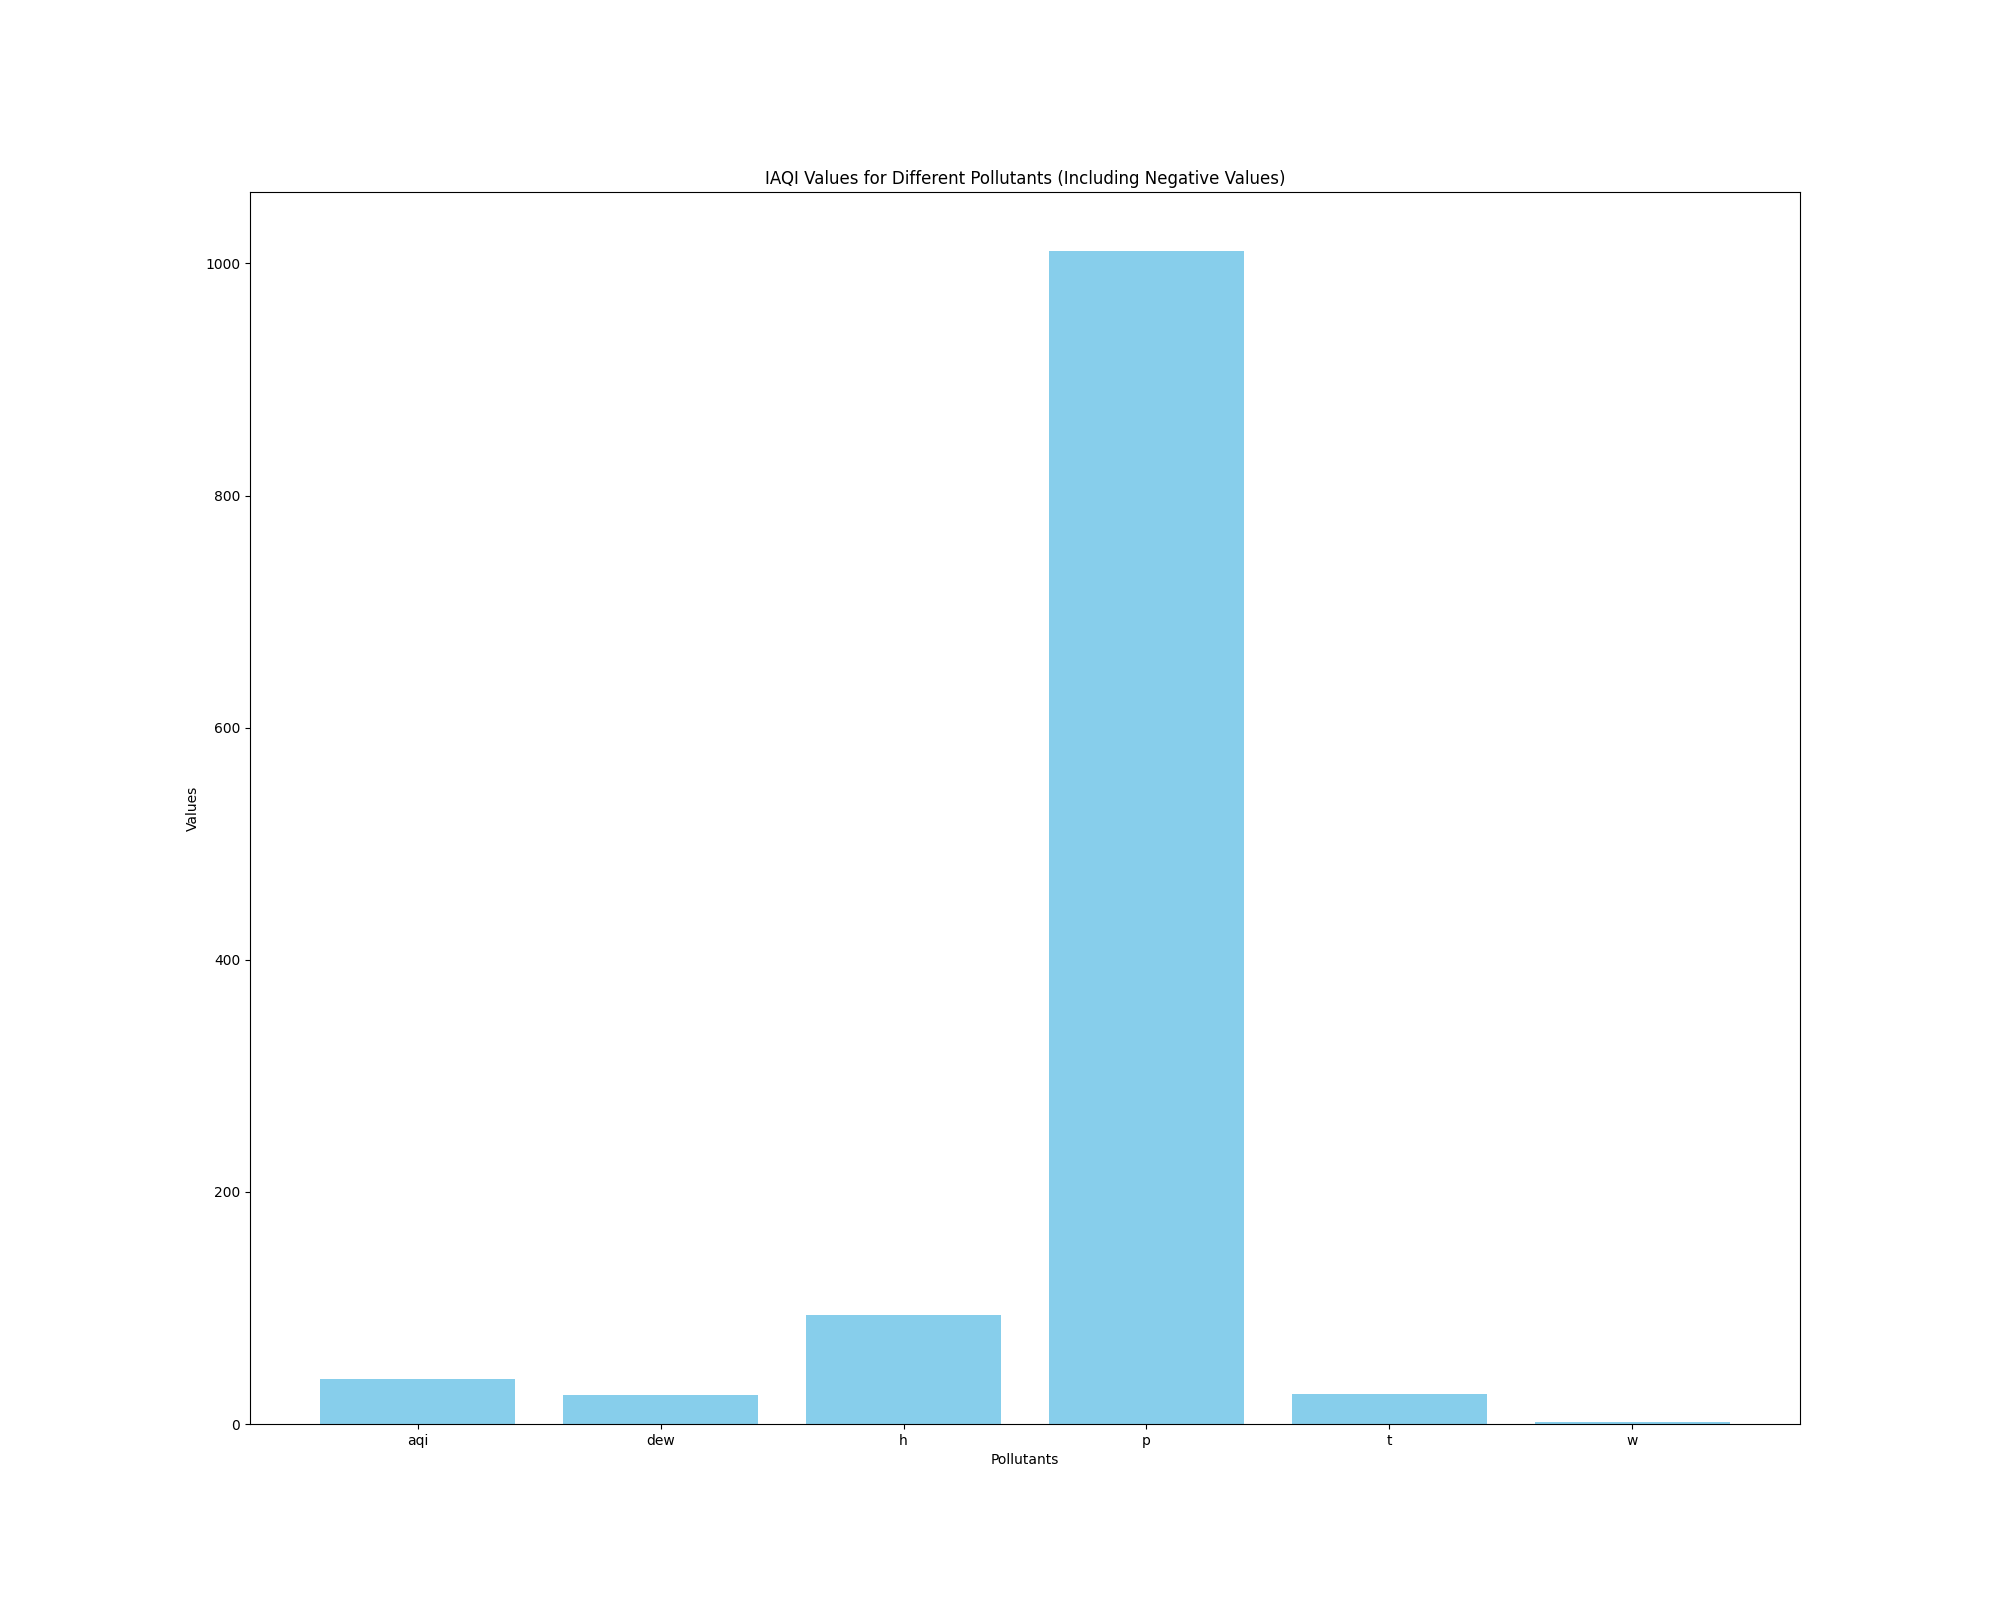 IAQI Values for Different Pollutants (Including Negative Values)
1000
800
600
400
200
0
Values
aqi dew h p t w
Pollutants